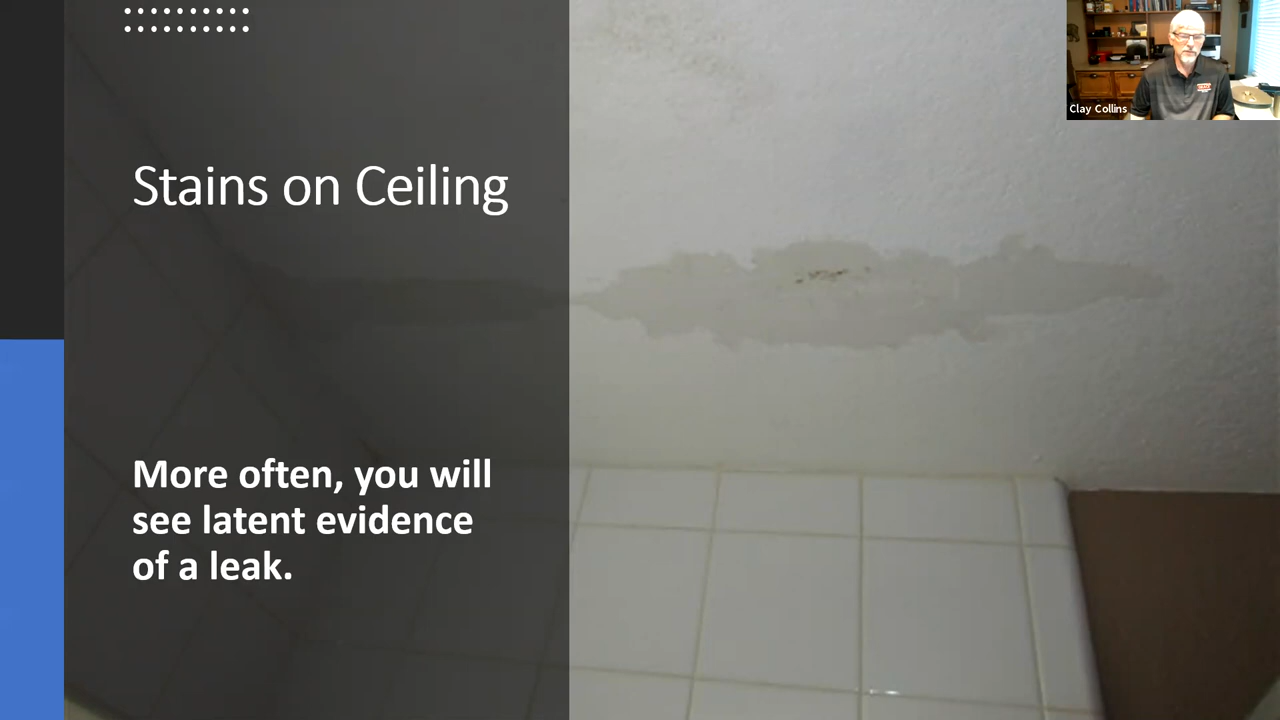 Stains on Ceiling
More often, you will
see latent evidence
of a leak.
Clay Collins